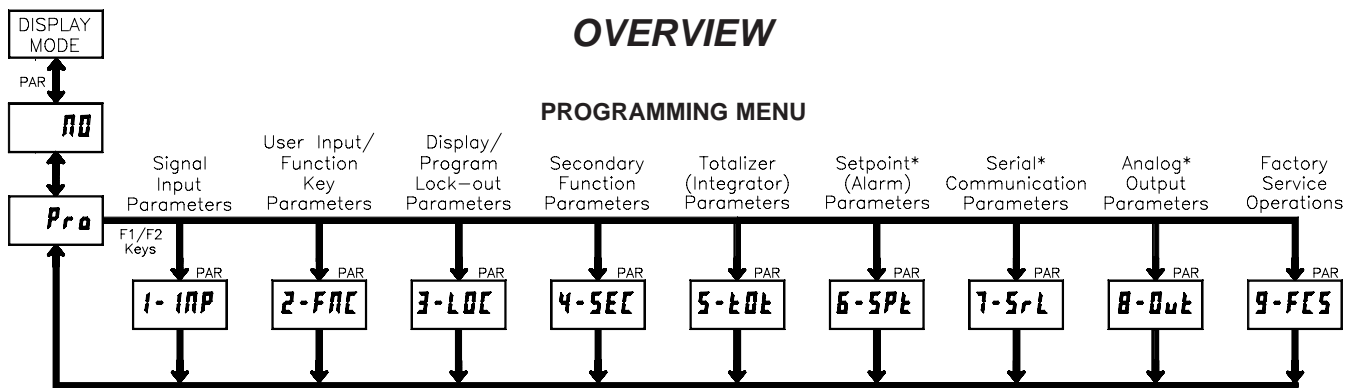 OVERVIEW
PROGRAMMING MENU
DISPLAY
MODE
PAR
NO
Pro
F1/F2
Keys
Signal
Input
Parameters
User Input/
Function
Key
Parameters
Display/
Program
Lock-out
Parameters
Secondary
Function
Parameters
Totalizer
(Integrator)
Parameters
Setpoint*
(Alarm)
Parameters
Serial*
Communication
Parameters
Analog*
Output
Parameters
Factory
Service
Operations
PAR
1-INP
PAR
2-FNC
PAR
3-LOC
PAR
4-SEC
PAR
5-tOt
PAR
6-SPt
PAR
7-SrL
PAR
8-Out
PAR
9-FCS